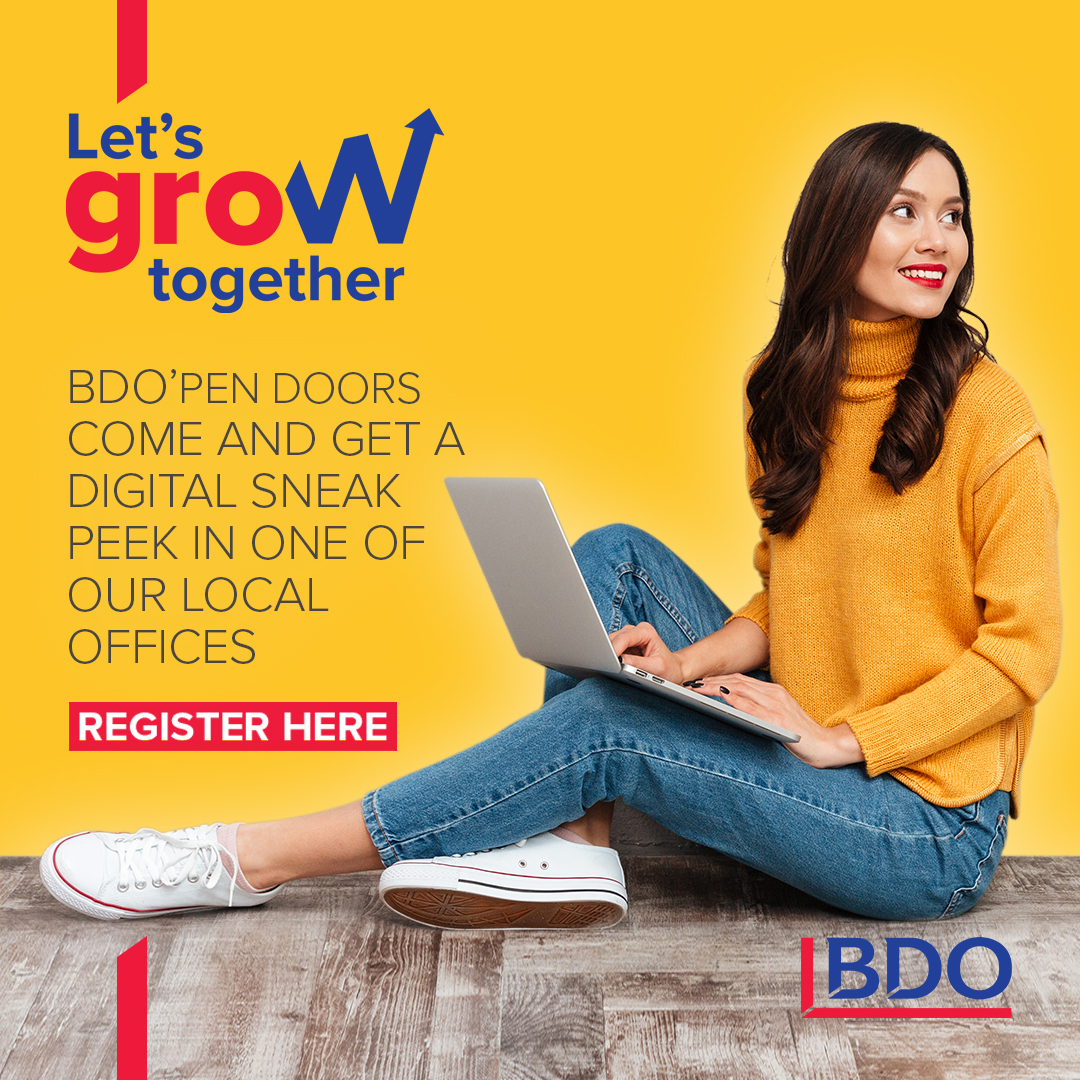 Let's
groW
together
BDO'PEN DOORS
COME AND GET A
DIGITAL SNEAK
PEEK IN ONE OF
OUR LOCAL
OFFICES
REGISTER HERE
BDO